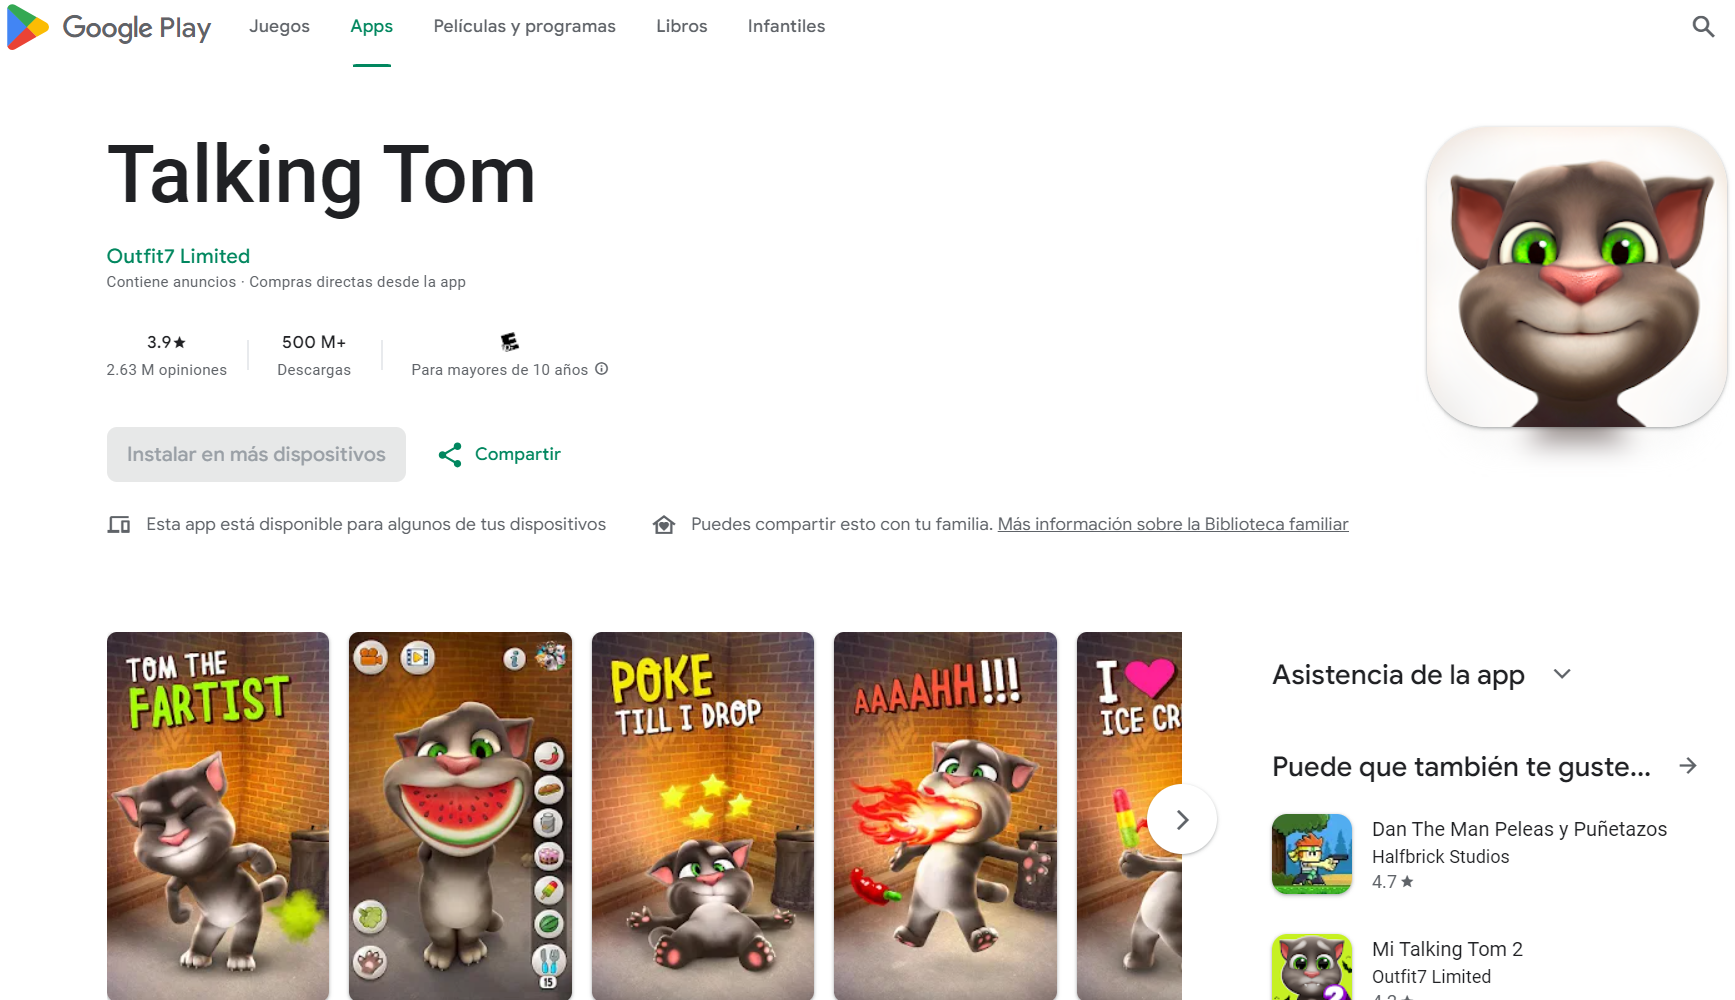 Google Play
Juegos
Apps
Películas y programas
Libros
Infantiles
Talking Tom
Outfit7 Limited
Contiene anuncios · Compras directas desde la app
3.9★
2.63 M opiniones
500 M+
Descargas
E
Para mayores de 10 años
Instalar en más dispositivos
Compartir
Esta app está disponible para algunos de tus dispositivos
Puedes compartir esto con tu familia. Más información sobre la Biblioteca familiar
TOM THE
FARTIST
i
15
POKE
TILL I DROP
AAAAHH!!!
I
ICE CR
Asistencia de la app
Puede que también te guste...
Dan The Man Peleas y Puñetazos
Halfbrick Studios
4.7★
Mi Talking Tom 2
Outfit7 Limited
2